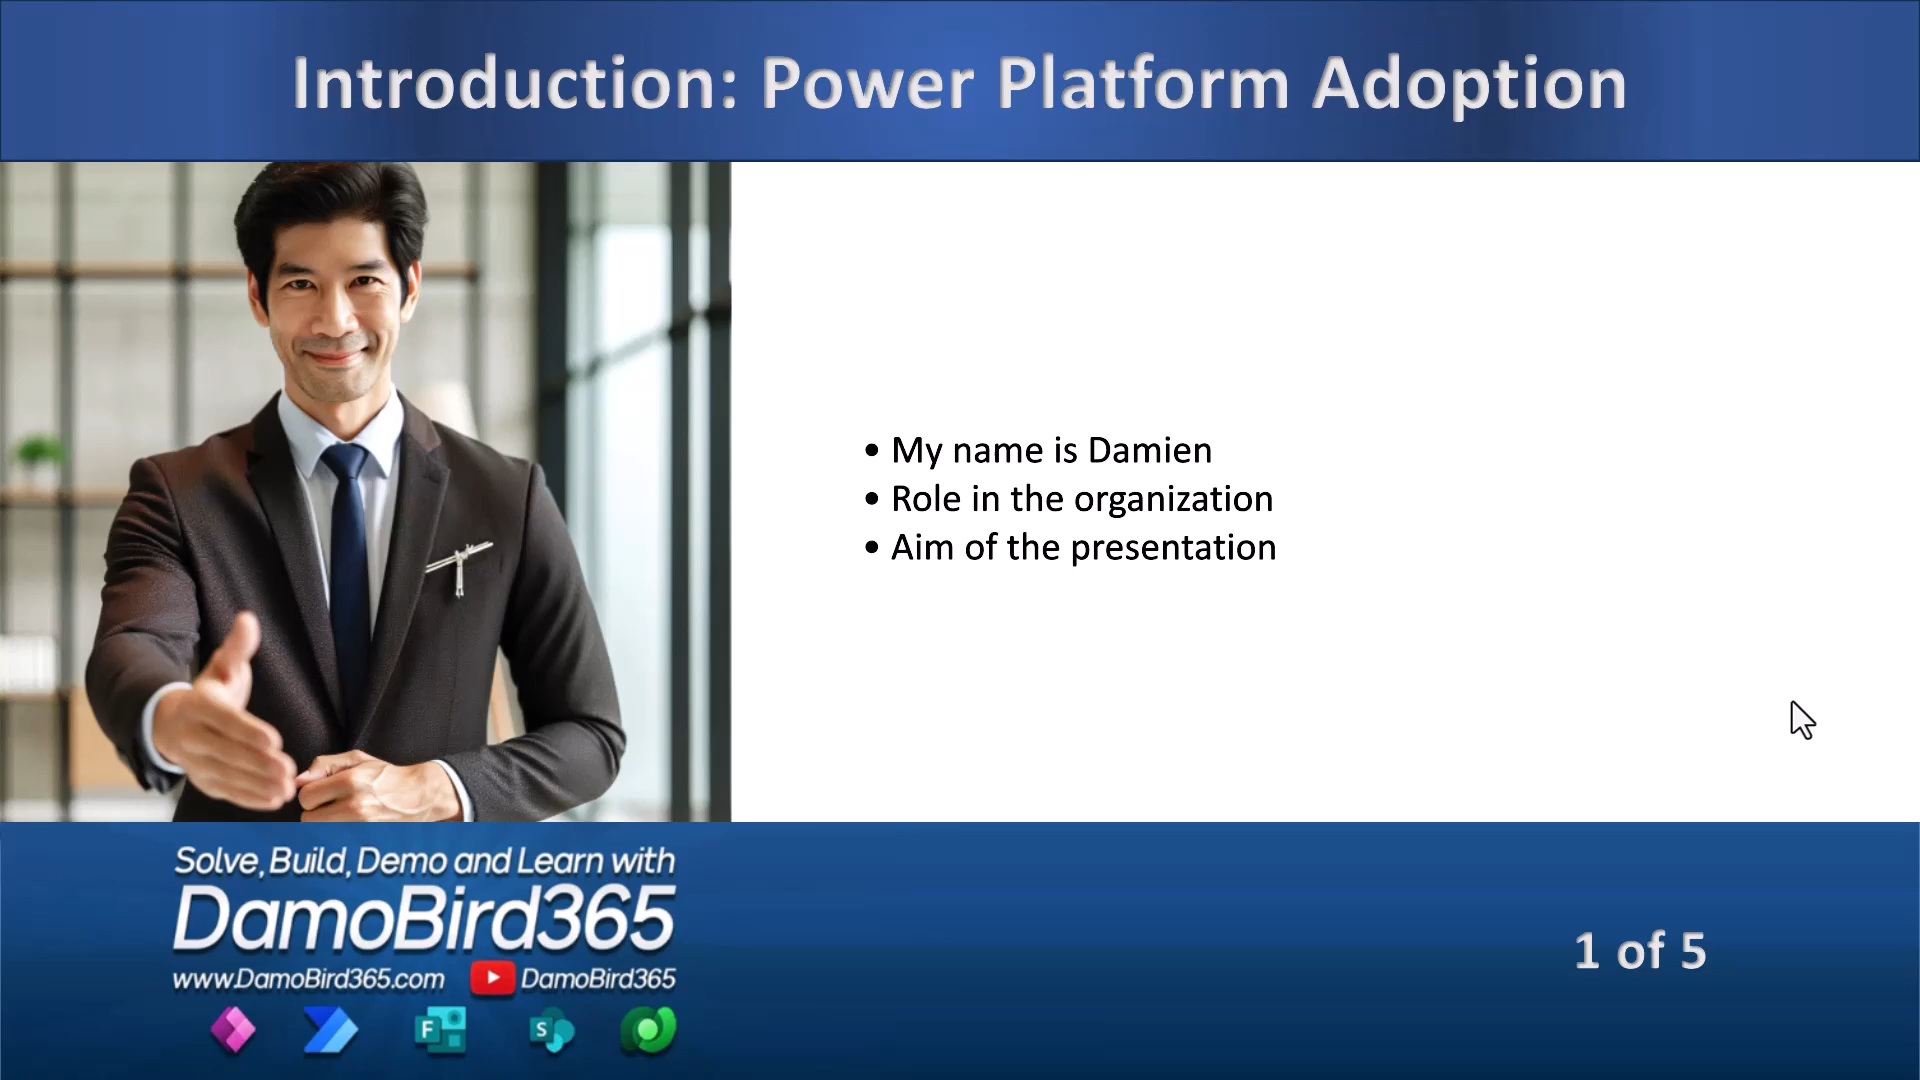 Introduction: Power Platform Adoption
• My name is Damien
• Role in the organization
• Aim of the presentation
Solve, Build, Demo and Learn with
DamoBird365
www.DamoBird365.com DamoBird365
F S
1 of 5